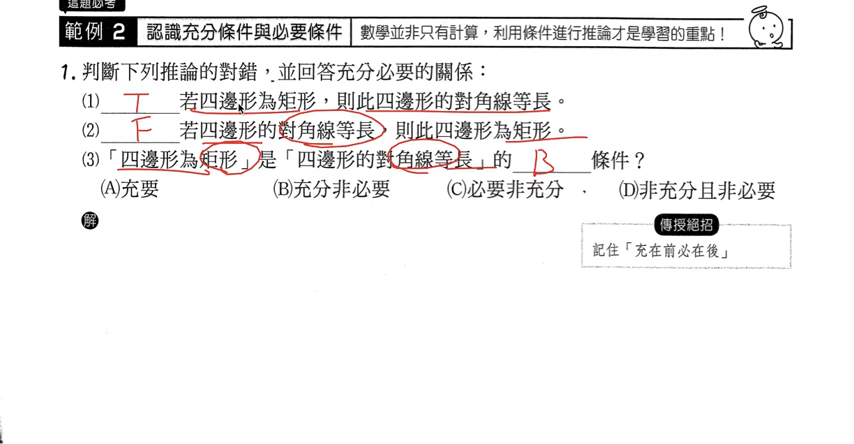 這題必考
範例 2 認識充分條件與必要條件 數學並非只有計算，利用條件進行推論才是學習的重點！
1. 判斷下列推論的對錯，並回答充分必要的關係：
(1) T 若四邊形為矩形，則此四邊形的對角線等長。
(2) F 若四邊形的對角線等長，則此四邊形為矩形。
(3)「四邊形為矩形」是「四邊形的對角線等長」的 B 條件？
(A)充要 (B)充分非必要 (C)必要非充分 (D)非充分且非必要
解
傳授絕招
記住「充在前必在後」